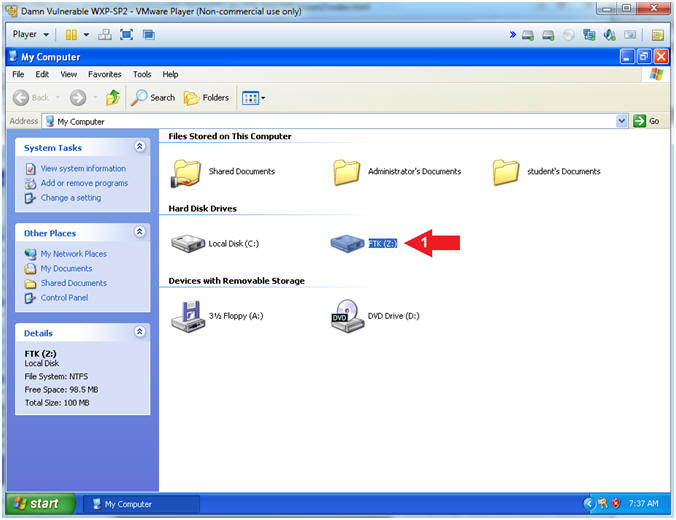 Damn Vulnerable WXP-SP2 - VMware Player (Non-commercial use only)
Player
My Computer
File Edit View Favorites Tools Help
Back Search Folders
Address My Computer Go
System Tasks
View system information
Add or remove programs
Change a setting
Other Places
My Network Places
My Documents
Shared Documents
Control Panel
Details
FTK (Z:)
Local Disk
File System: NTFS
Free Space: 98.5 MB
Total Size: 100 MB
Files Stored on This Computer
Shared Documents Administrator's Documents student's Documents
Hard Disk Drives
Local Disk (C:) FTK (Z:) 1
Devices with Removable Storage
3½ Floppy (A:) DVD DVD Drive (D:)
start My Computer 7:37 AM